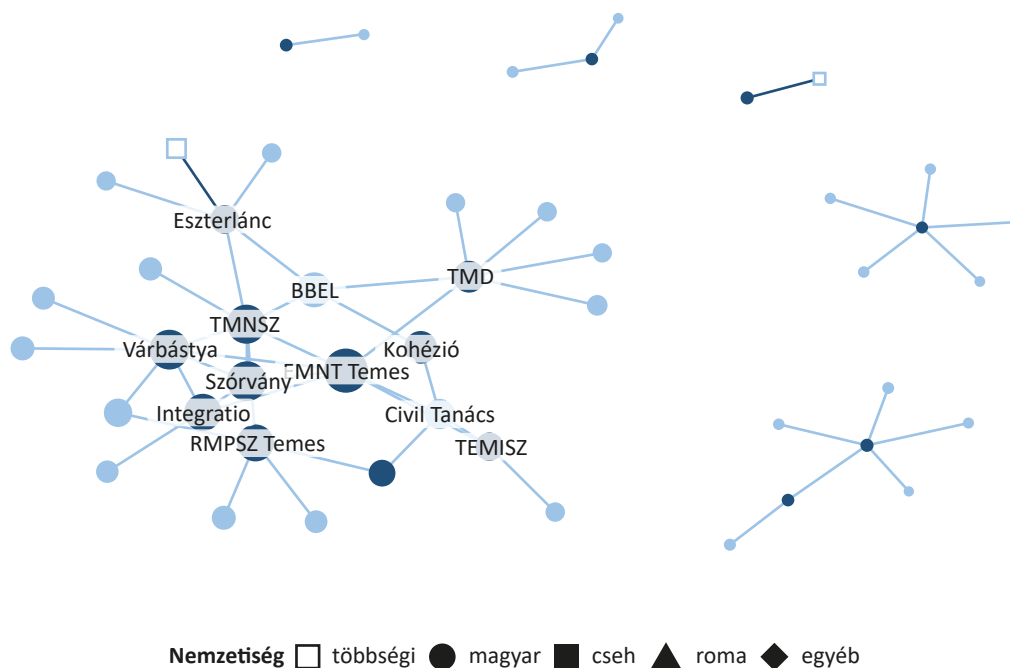 Eszterlánc
TMD
BBEL
TMNSZ
Várbástya
Kohézió
EMNT Temes
Szórvány
Integratio
Civil Tanács
RMPSZ Temes
TEMISZ
Nemzetiség többségi magyar cseh roma egyéb